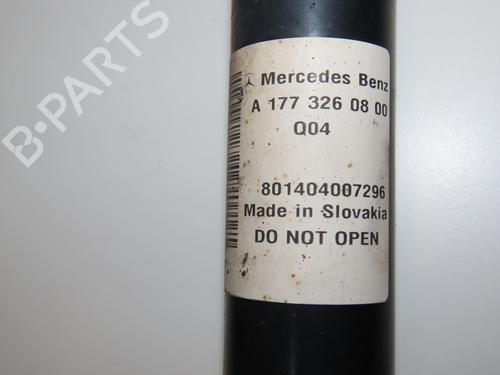 B-PARTS
Mercedes Benz
A 177 326 08 00
Q04
801404007296
Made in Slovakia
DO NOT OPEN